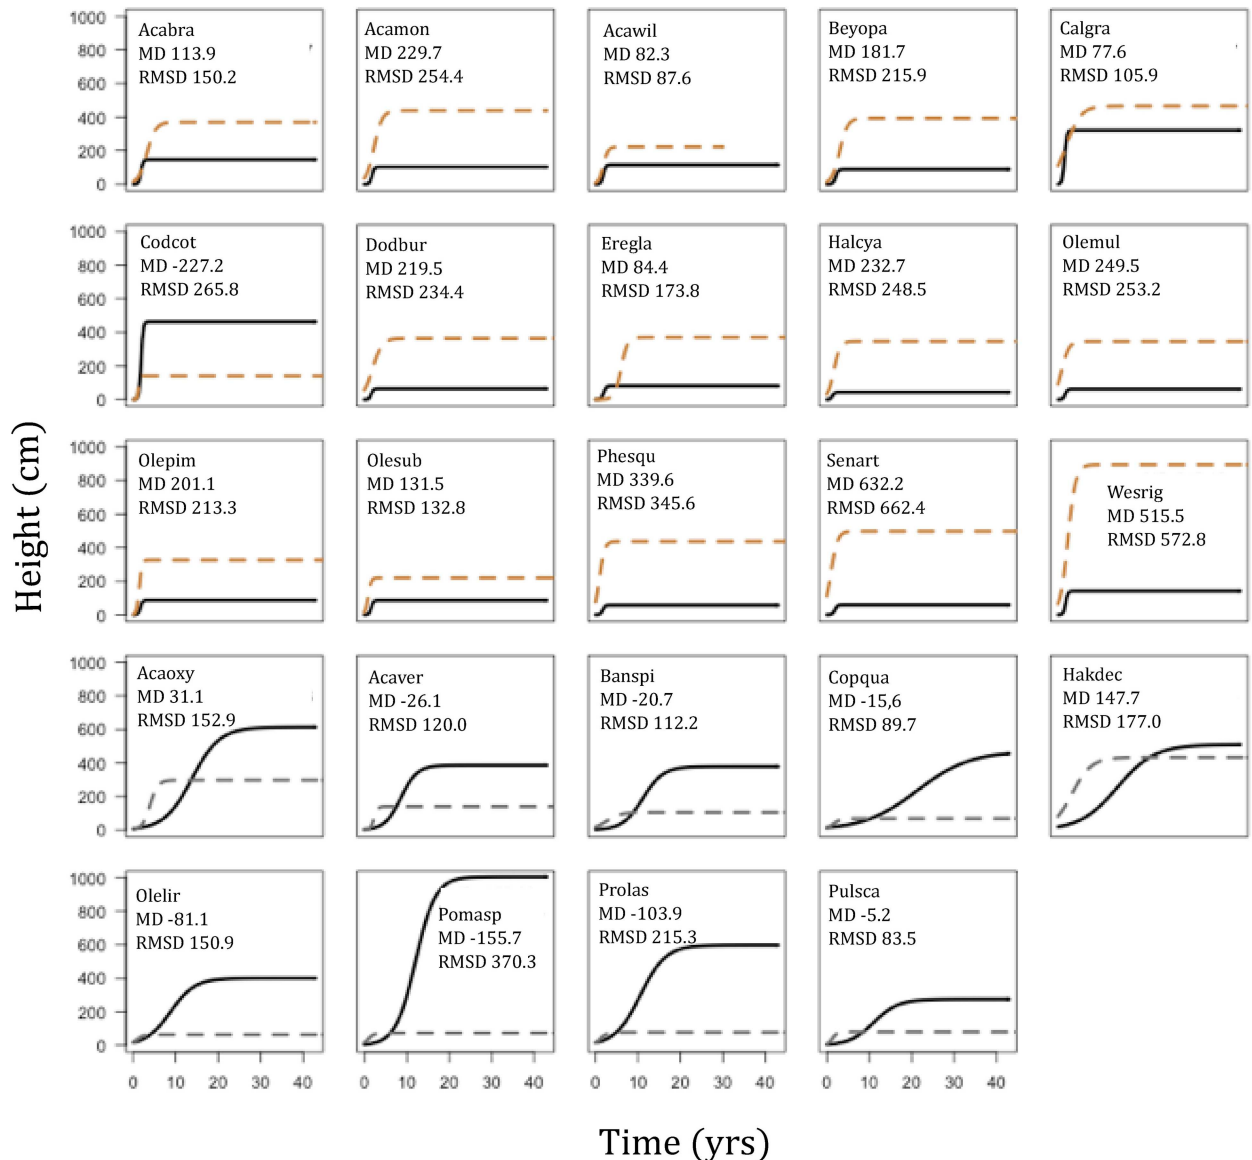 1000
800
600
400
200
0
Acabra
MD 113.9
RMSD 150.2
Acamon
MD 229.7
RMSD 254.4
Acawil
MD 82.3
RMSD 87.6
Beyopa
MD 181.7
RMSD 215.9
Calgra
MD 77.6
RMSD 105.9
1000
800
600
400
200
0
Codcot
MD -227.2
RMSD 265.8
Dodbur
MD 219.5
RMSD 234.4
Eregla
MD 84.4
RMSD 173.8
Halcya
MD 232.7
RMSD 248.5
Olemul
MD 249.5
RMSD 253.2
Height (cm)
1000
800
600
400
200
0
Olepim
MD 201.1
RMSD 213.3
Olesub
MD 131.5
RMSD 132.8
Phesqu
MD 339.6
RMSD 345.6
Senart
MD 632.2
RMSD 662.4
Wesrig
MD 515.5
RMSD 572.8
1000
800
600
400
200
0
Acaoxy
MD 31.1
RMSD 152.9
Acaver
MD -26.1
RMSD 120.0
Banspi
MD -20.7
RMSD 112.2
Copqua
MD -15,6
RMSD 89.7
Hakdec
MD 147.7
RMSD 177.0
1000
800
600
400
200
0
Olelir
MD -81.1
RMSD 150.9
Pomasp
MD -155.7
RMSD 370.3
Prolas
MD -103.9
RMSD 215.3
Pulsca
MD -5.2
RMSD 83.5
0 10 20 30 40
0 10 20 30 40
0 10 20 30 40
0 10 20 30 40
Time (yrs)